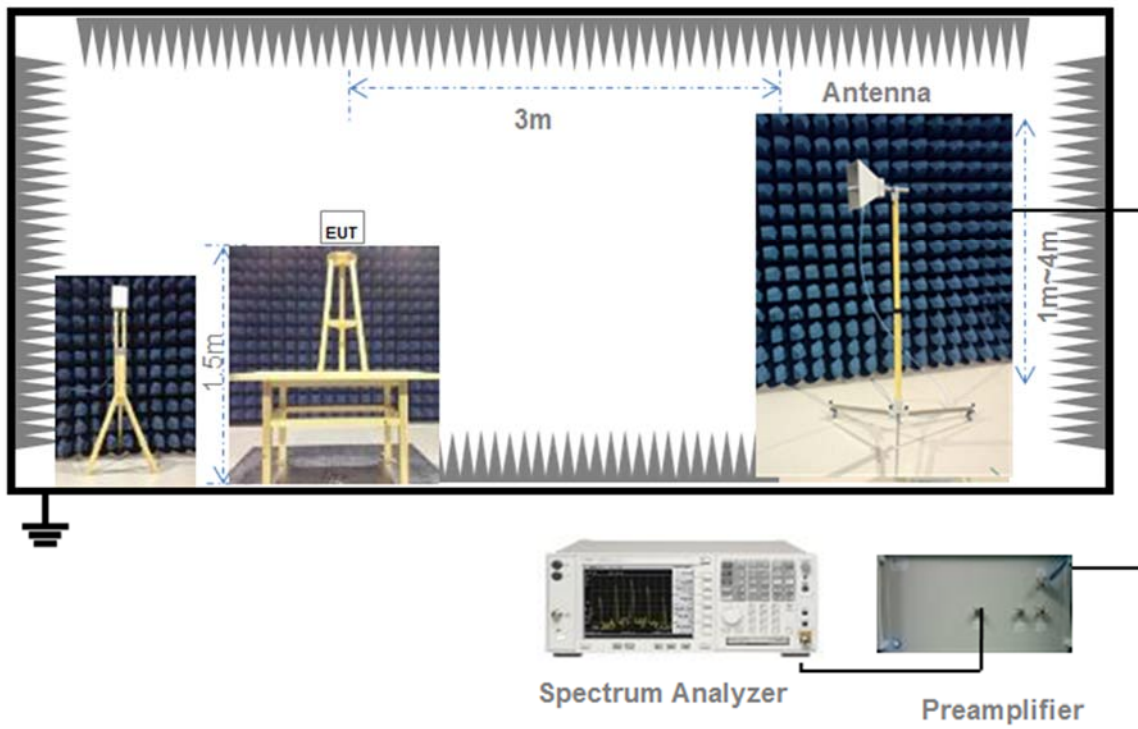 Antenna
3m
EUT
1.5m
1m~4m
Spectrum Analyzer
Preamplifier